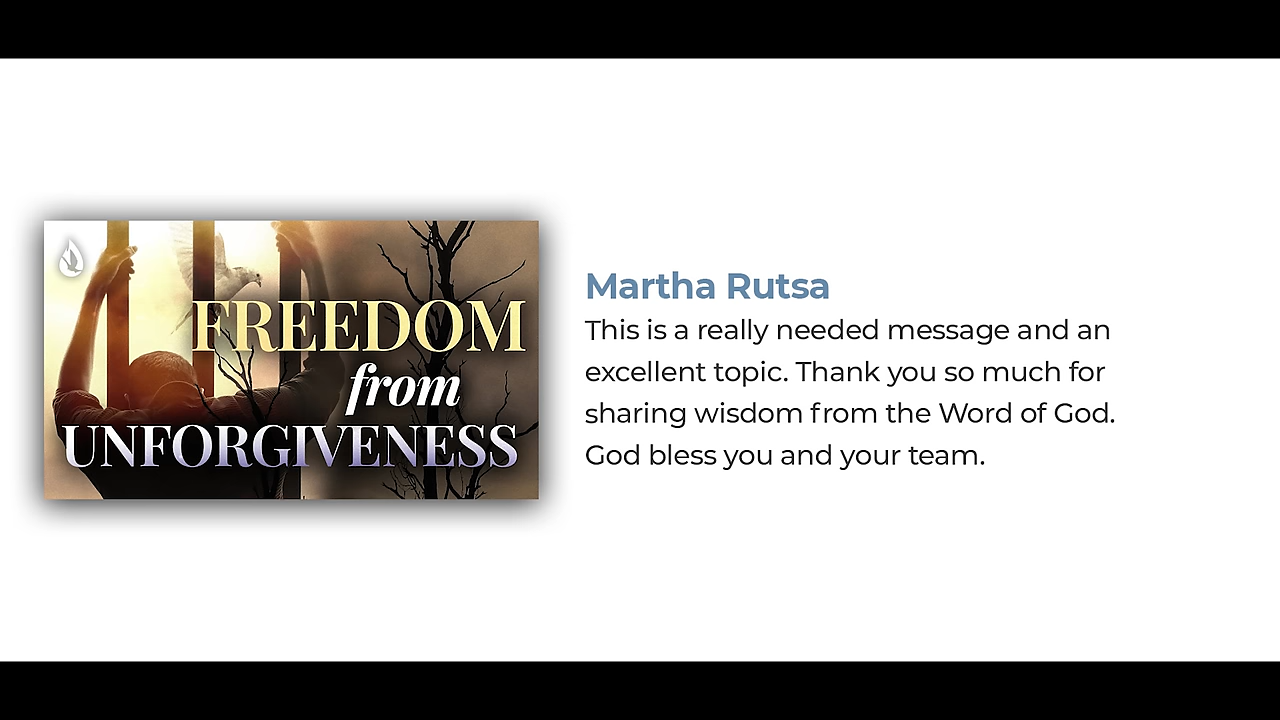 FREEDOM
from
UNFORGIVENESS
Martha Rutsa
This is a really needed message and an
excellent topic. Thank you so much for
sharing wisdom from the Word of God.
God bless you and your team.